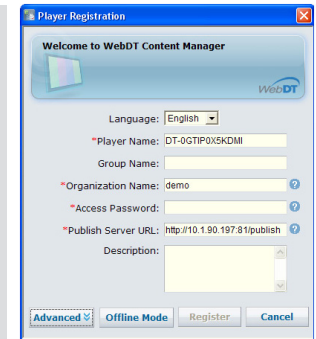 Player Registration
Welcome to WebDT Content Manager
WebDT
Language: English
*Player Name: DT-0GTIP0X5KDMI
Group Name:
*Organization Name: demo
*Access Password:
*Publish Server URL: http://10.1.90.197:81/publish
Description:
Advanced Offline Mode Register Cancel